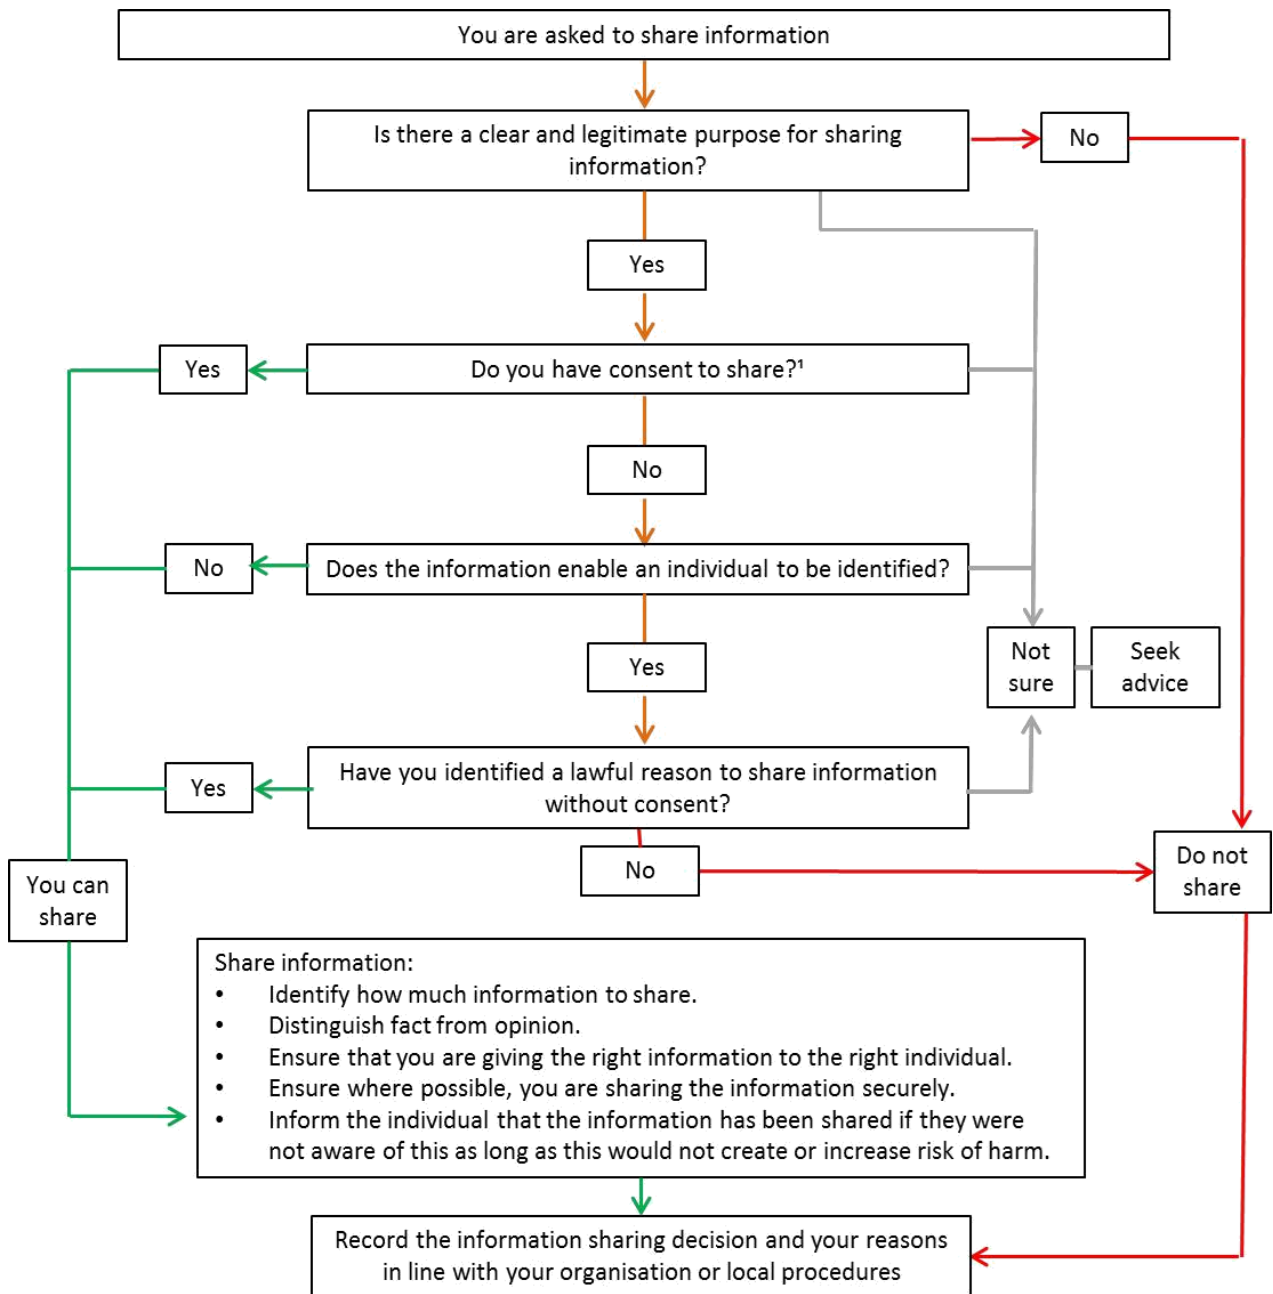 You are asked to share information
Is there a clear and legitimate purpose for sharing
information?
No
Yes
Yes
Do you have consent to share?¹
No
No
Does the information enable an individual to be identified?
Yes
Not
sure
Seek
advice
Yes
Have you identified a lawful reason to share information
without consent?
No
Do not
share
You can
share
Share information:
• Identify how much information to share.
• Distinguish fact from opinion.
• Ensure that you are giving the right information to the right individual.
• Ensure where possible, you are sharing the information securely.
• Inform the individual that the information has been shared if they were
not aware of this as long as this would not create or increase risk of harm.
Record the information sharing decision and your reasons
in line with your organisation or local procedures